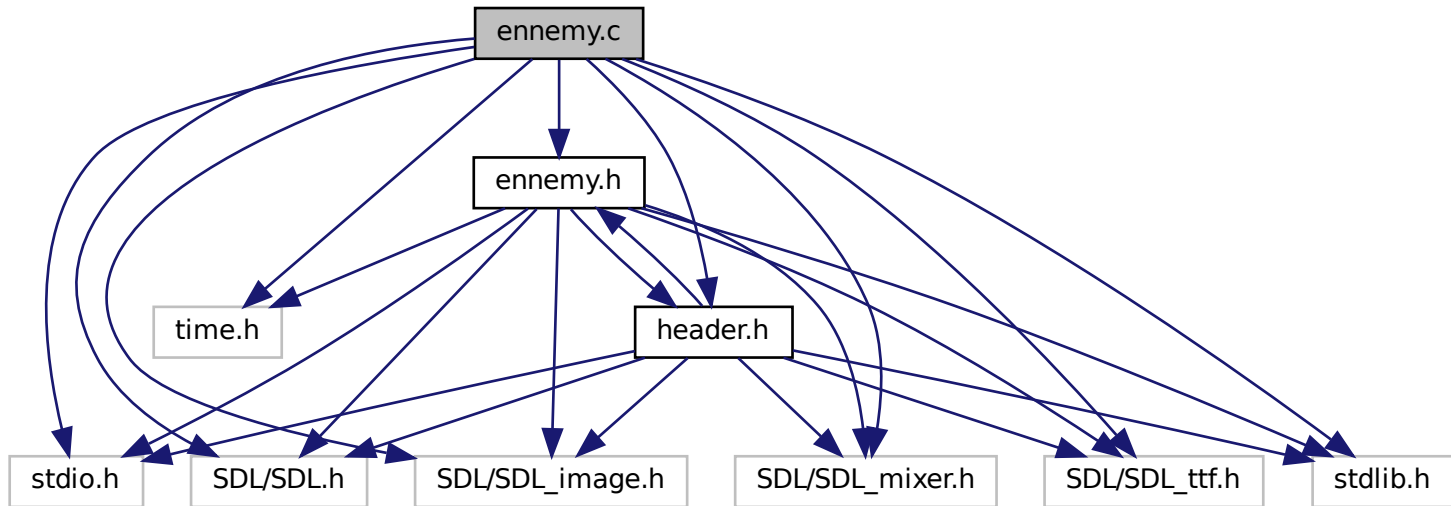 ennemy.c
ennemy.h
time.h
header.h
stdio.h
SDL/SDL.h
SDL/SDL_image.h
SDL/SDL_mixer.h
SDL/SDL_ttf.h
stdlib.h